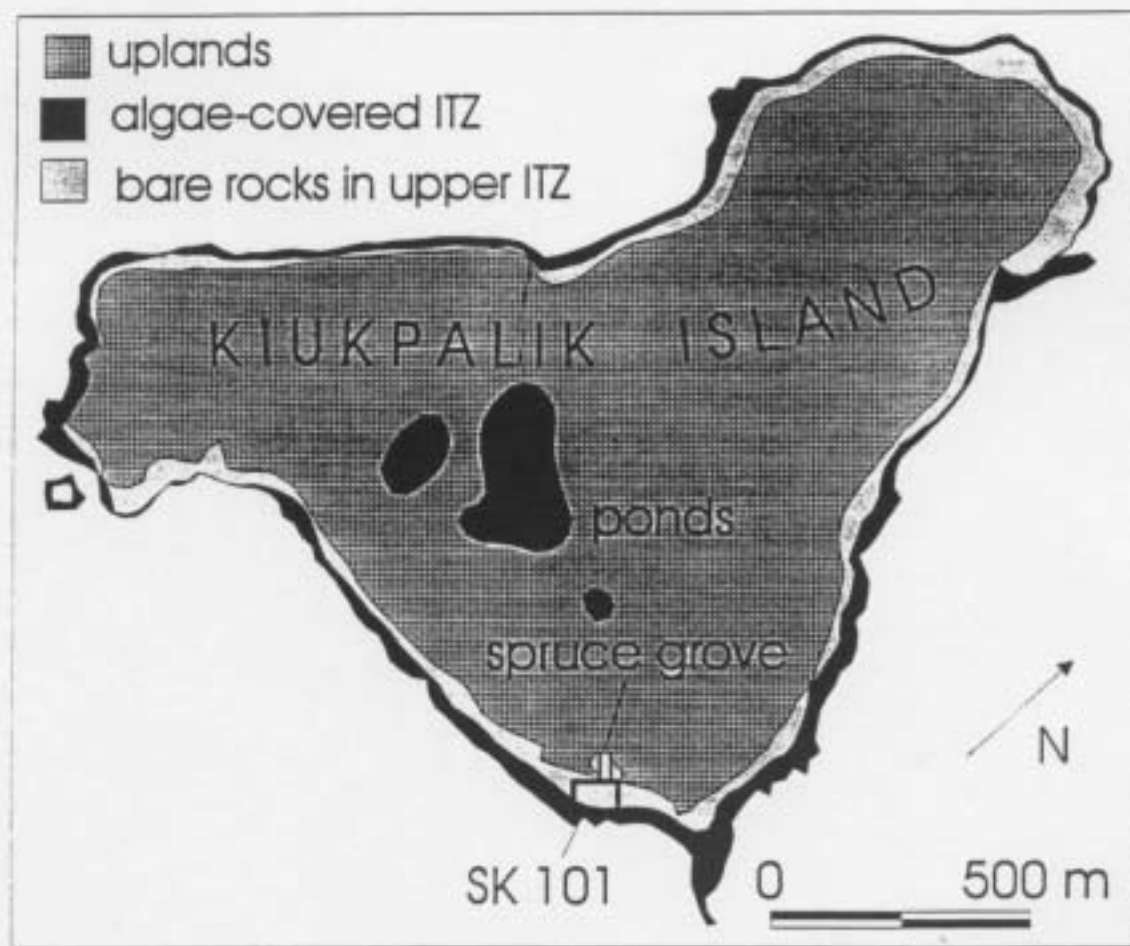 uplands
algae-covered ITZ
bare rocks in upper ITZ
KIUKPALIK ISLAND
ponds
spruce grove
N
SK 101
0 500 m